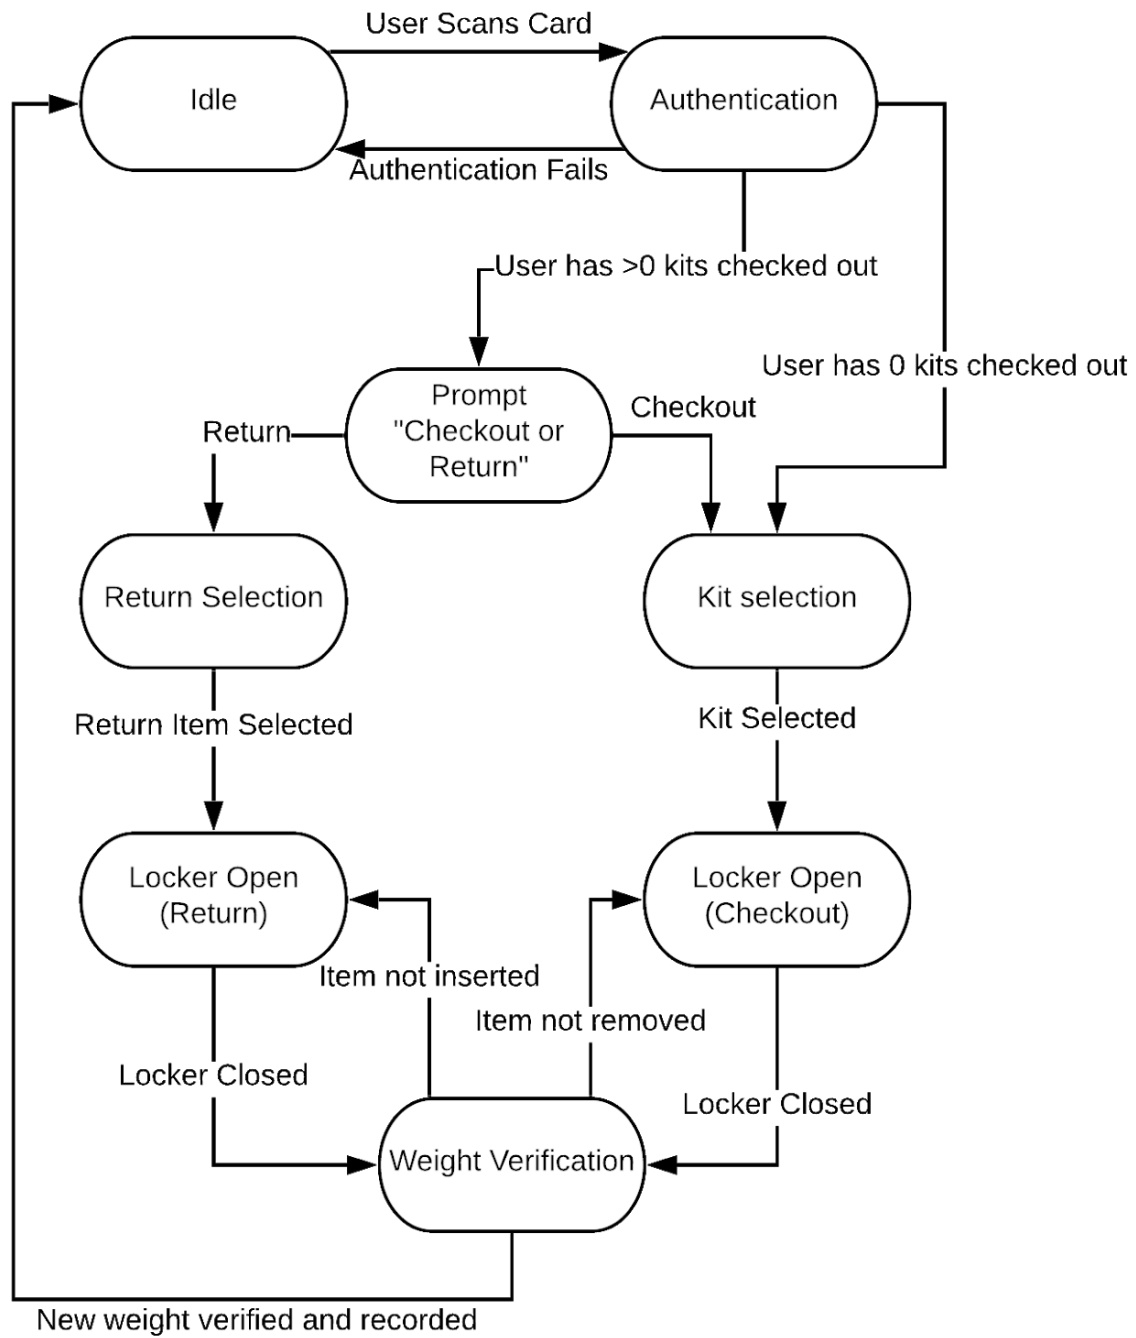 User Scans Card
Idle
Authentication
Authentication Fails
User has >0 kits checked out
User has 0 kits checked out
Prompt
"Checkout or
Return"
Checkout
Return
Return Selection
Kit selection
Return Item Selected
Kit Selected
Locker Open
(Return)
Locker Open
(Checkout)
Item not inserted
Item not removed
Locker Closed
Locker Closed
Weight Verification
New weight verified and recorded